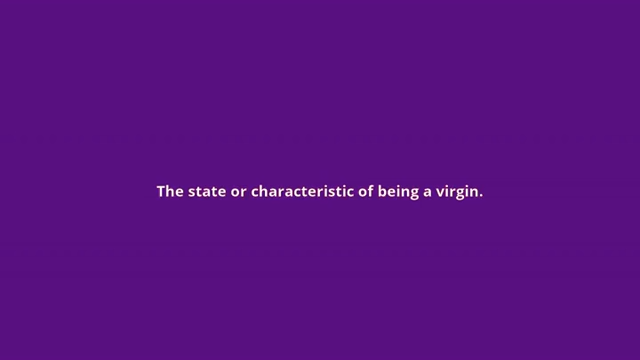 The state or characteristic of being a virgin.